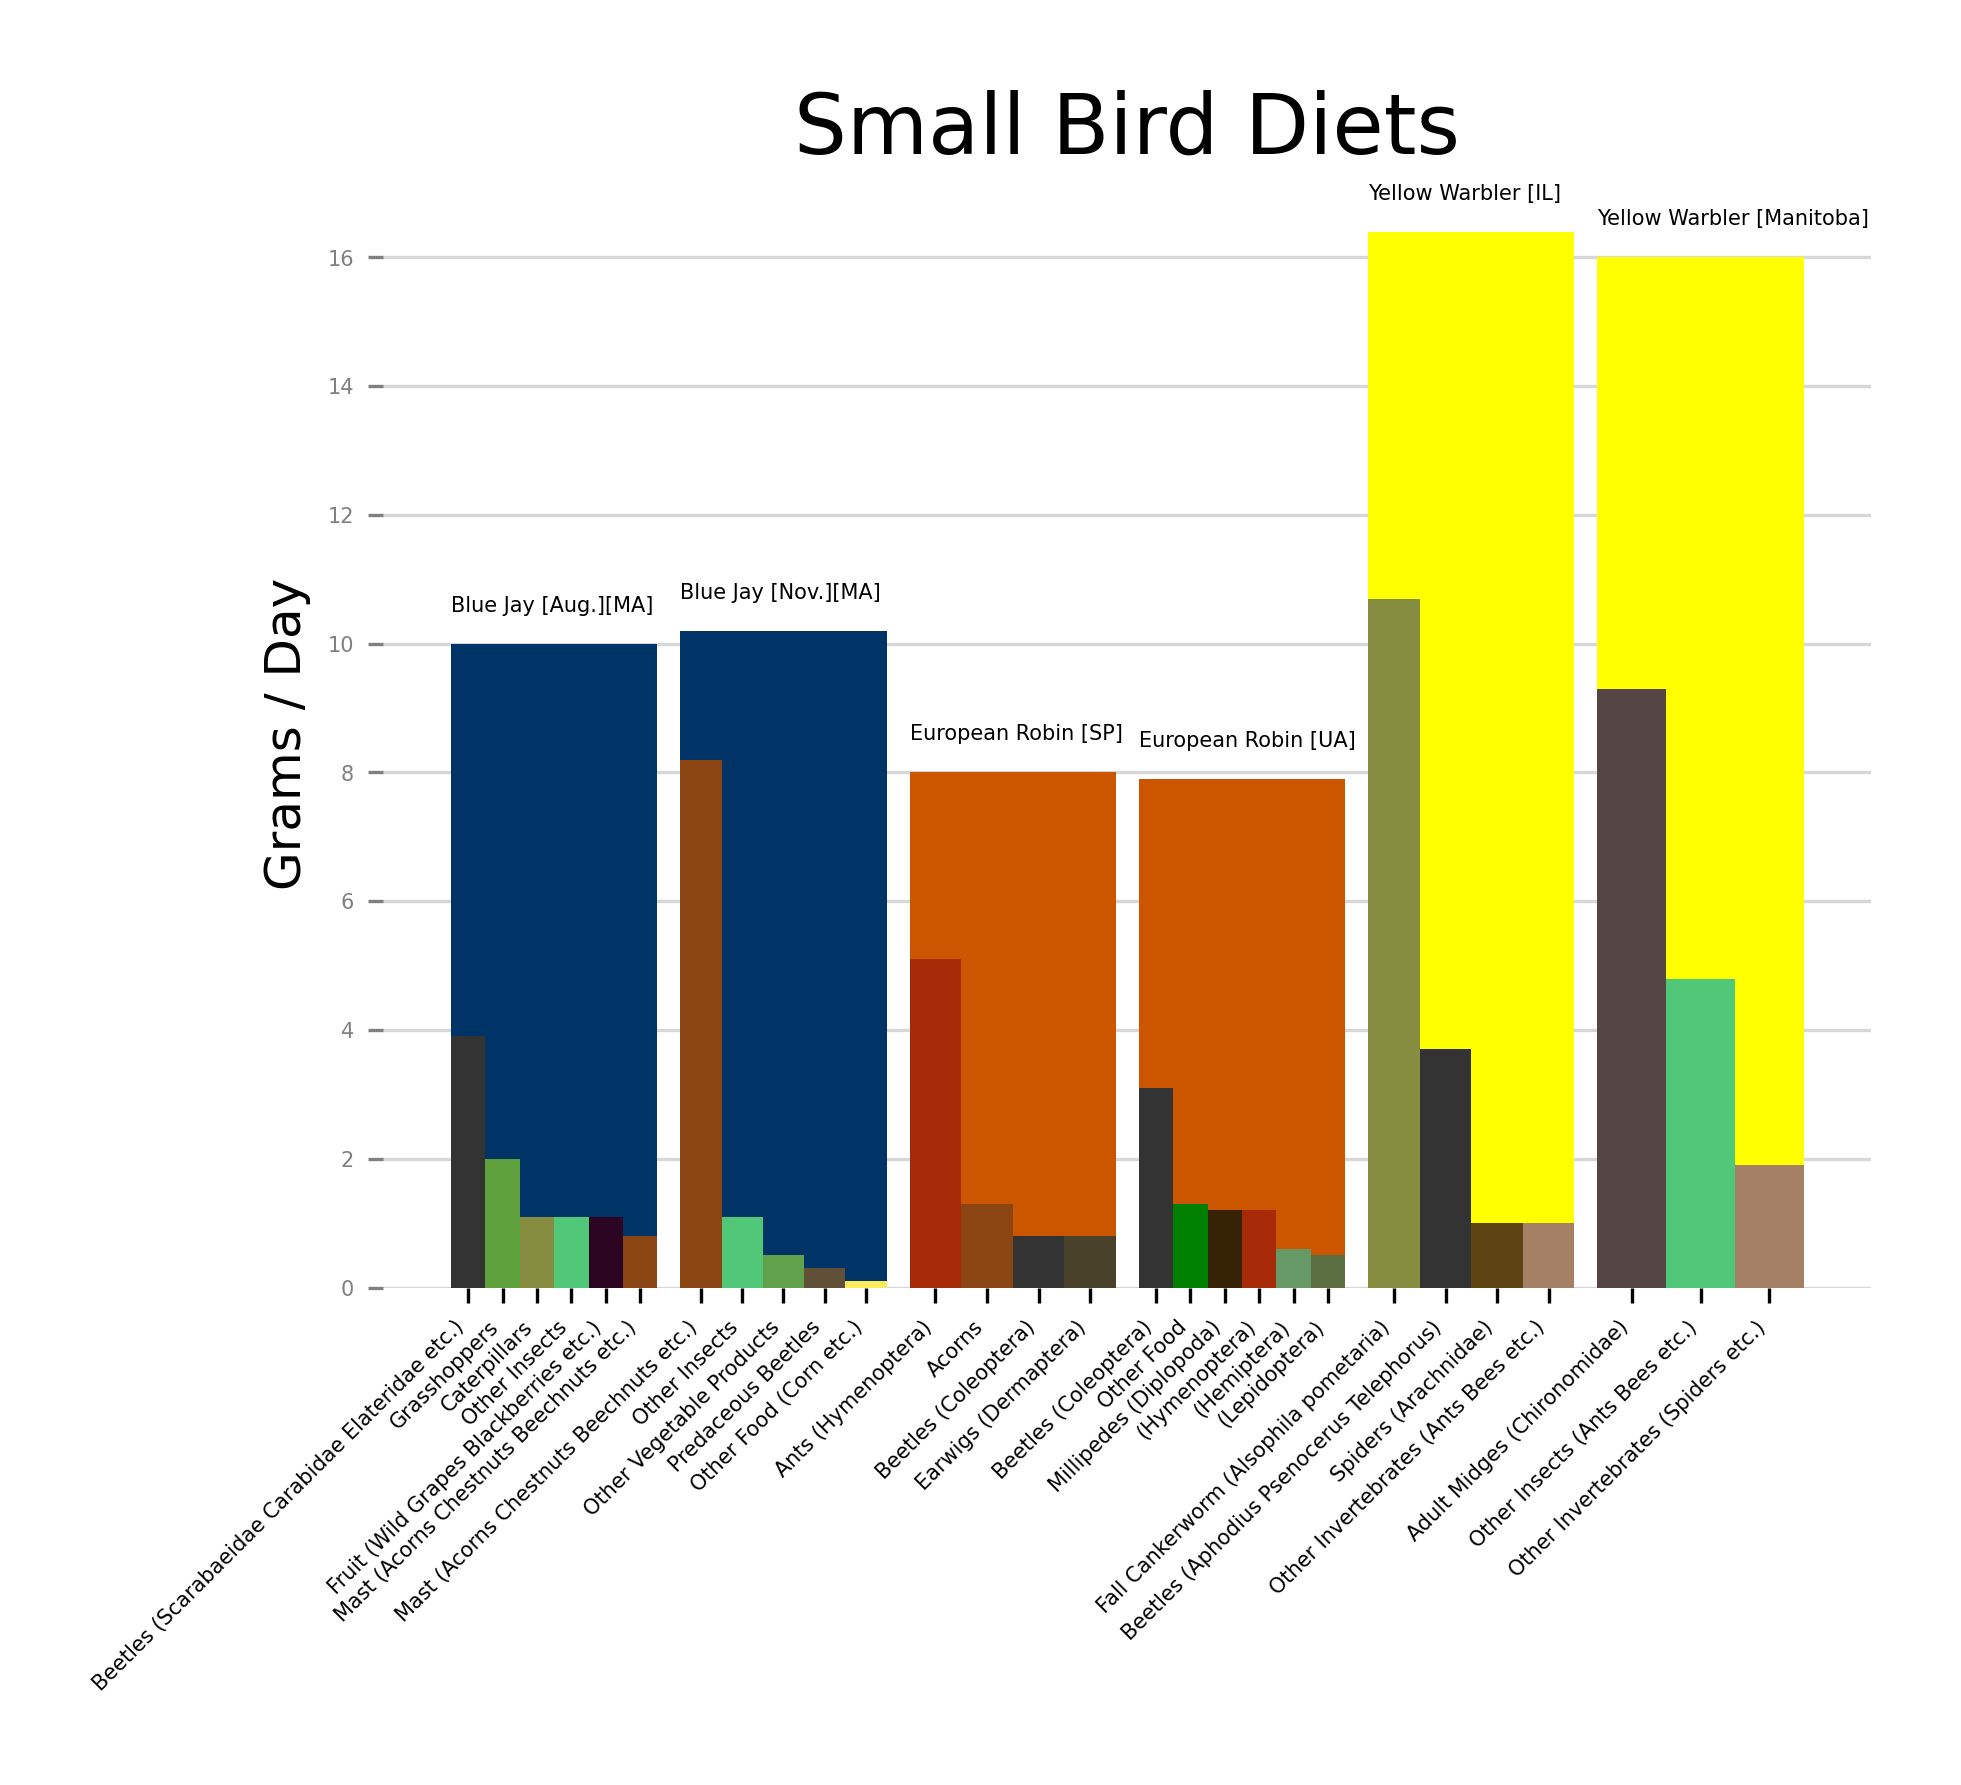 Small Bird Diets
Yellow Warbler [IL]
Yellow Warbler [Manitoba]
16
14
12
10
8
6
4
2
0
Grams / Day
Blue Jay [Aug.][MA]
Blue Jay [Nov.][MA]
European Robin [SP]
European Robin [UA]
Beetles (Scarabaeidae Carabidae Elateridae etc.)
Grasshoppers
Caterpillars
Other Insects
Fruit (Wild Grapes Blackberries etc.)
Mast (Acorns Chestnuts Beechnuts etc.)
Mast (Acorns Chestnuts Beechnuts etc.)
Other Insects
Other Vegetable Products
Predaceous Beetles
Other Food (Corn etc.)
Ants (Hymenoptera)
Acorns
Beetles (Coleoptera)
Earwigs (Dermaptera)
Beetles (Coleoptera)
Other Food
Millipedes (Diplopoda)
(Hymenoptera)
(Hemiptera)
(Lepidoptera)
Fall Cankerworm (Alsophila pometaria)
Beetles (Aphodius Psenocerus Telephorus)
Spiders (Arachnidae)
Other Invertebrates (Ants Bees etc.)
Adult Midges (Chironomidae)
Other Insects (Ants Bees etc.)
Other Invertebrates (Spiders etc.)